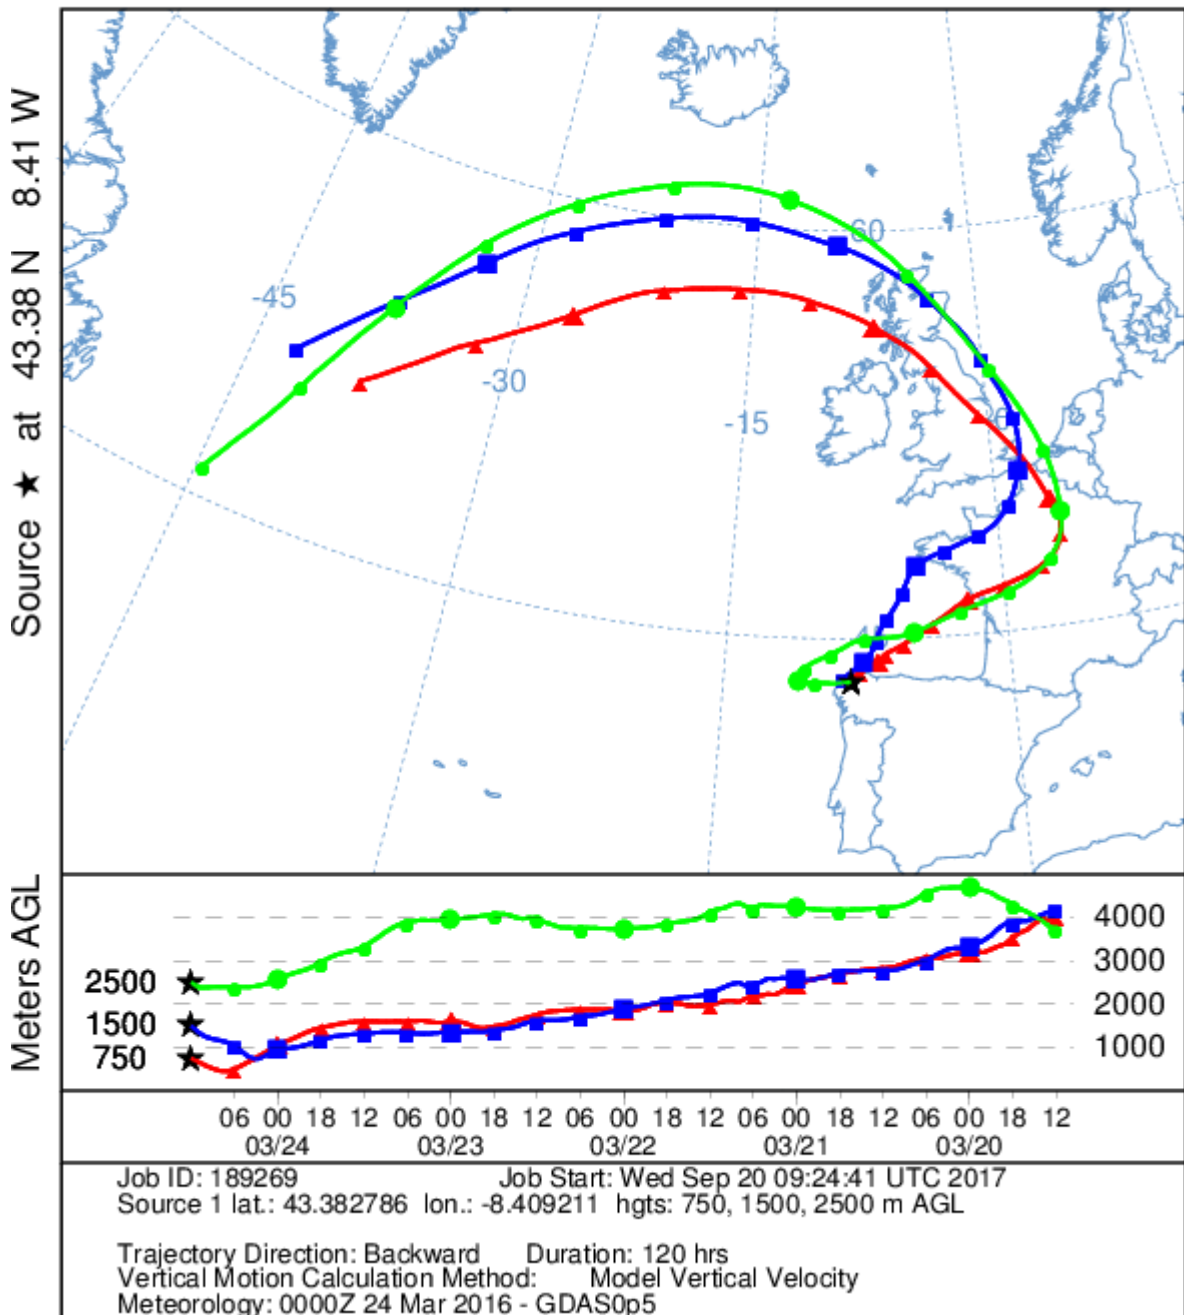 Source ★ at 43.38 N 8.41 W
-45
60
-30
-15
Meters AGL
2500
1500
750
4000
3000
2000
1000
06 00 18 12 06 00 18 12 06 00 18 12 06 00 18 12 06 00 18 12
03/24 03/23 03/22 03/21 03/20
Job ID: 189269 Job Start: Wed Sep 20 09:24:41 UTC 2017
Source 1 lat.: 43.382786 lon.: -8.409211 hgts: 750, 1500, 2500 m AGL
Trajectory Direction: Backward Duration: 120 hrs
Vertical Motion Calculation Method: Model Vertical Velocity
Meteorology: 0000Z 24 Mar 2016 - GDAS0p5